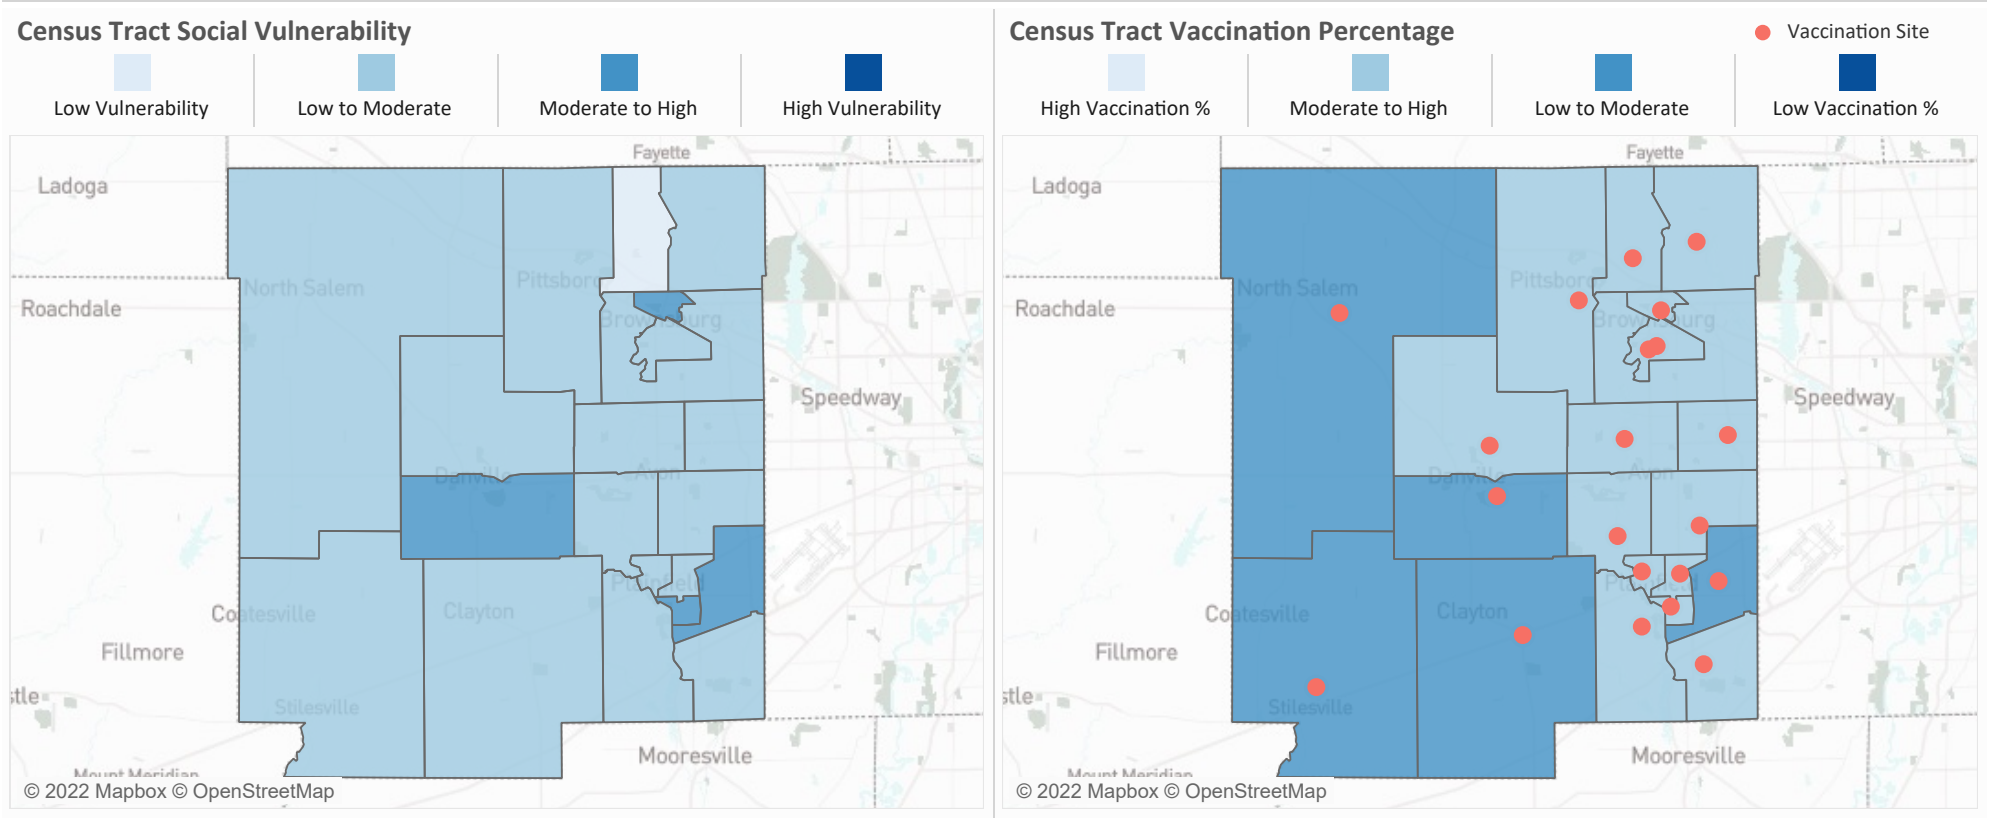 Census Tract Social Vulnerability
Low Vulnerability
Low to Moderate
Moderate to High
High Vulnerability
Fayette
Ladoga
North Salem
Pittsboro
Roachdale
Brownsburg
Speedway
Danville
Avon
Plainfield
Coatesville
Clayton
Fillmore
stle
Stilesville
Mooresville
Mount Meridian
© 2022 Mapbox © OpenStreetMap
Census Tract Vaccination Percentage
Vaccination Site
High Vaccination %
Moderate to High
Low to Moderate
Low Vaccination %
Fayette
Ladoga
North Salem
Pittsboro
Roachdale
Brownsburg
Speedway
Danville
Avon
Plainfield
Coatesville
Clayton
Fillmore
stle
Stilesville
Mooresville
Mount Meridian
© 2022 Mapbox © OpenStreetMap